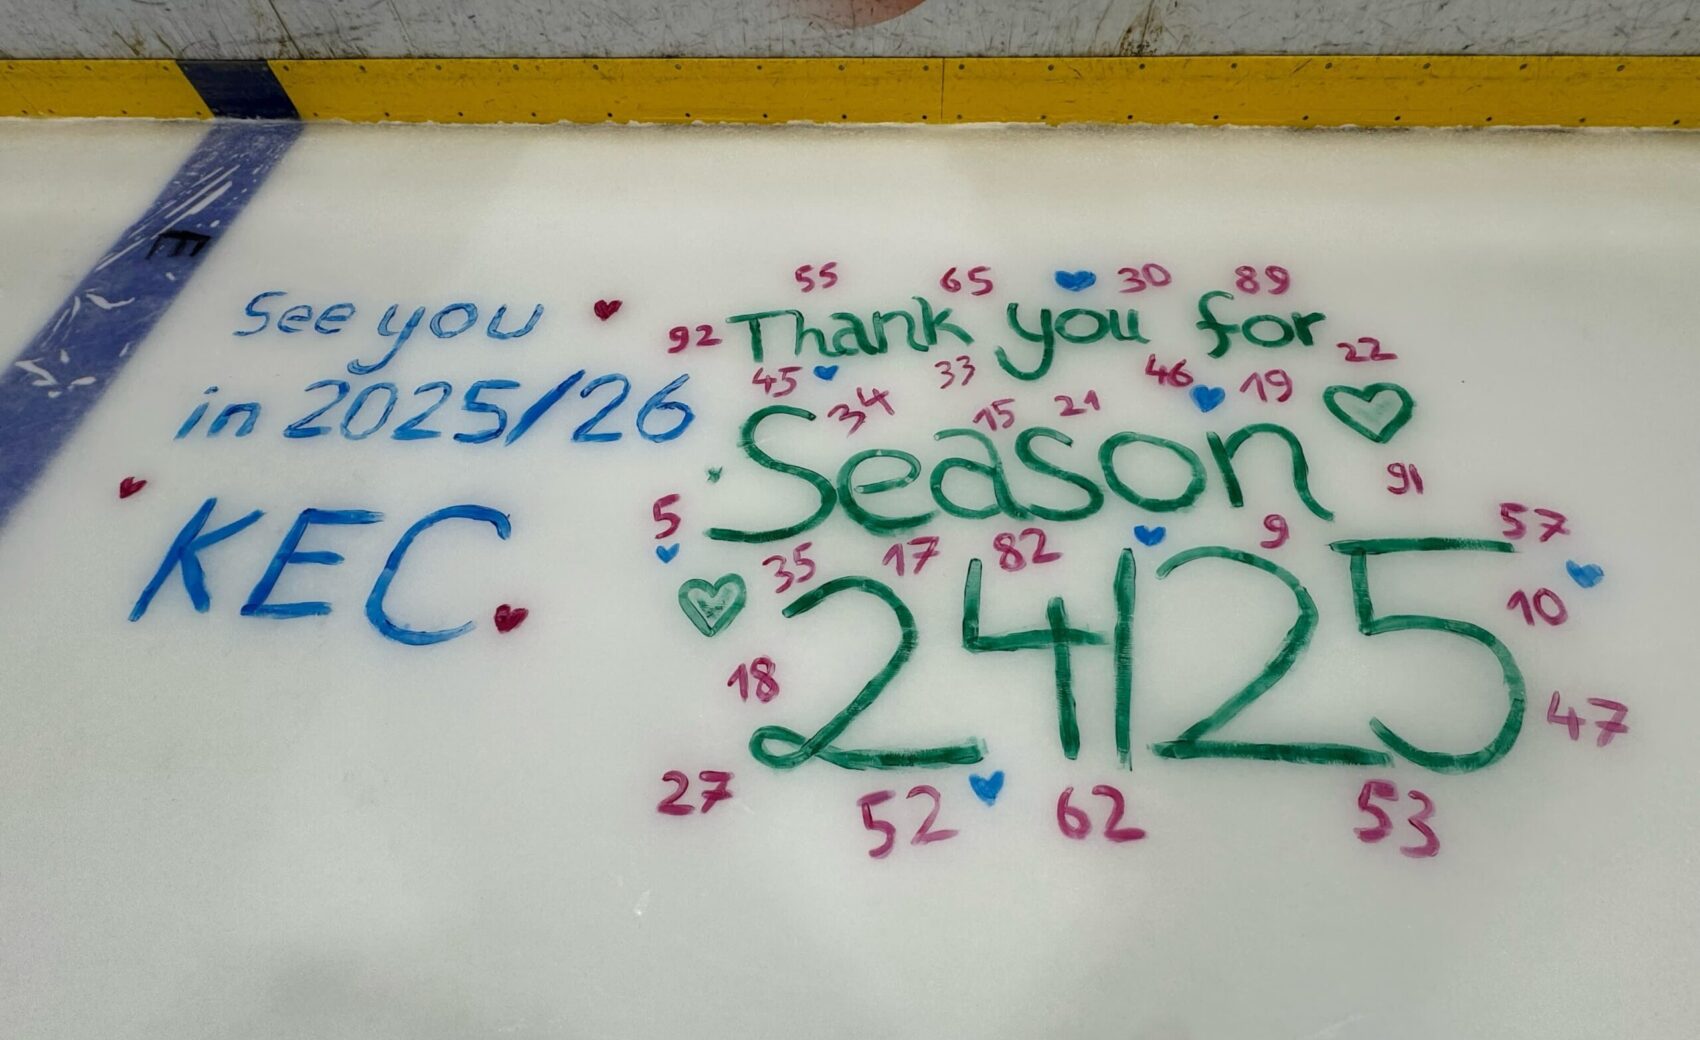 See you
in 2025/26
KEC
55 65 30 89
92 Thank you for 22
45 33 46 19
34 15 21
Season
91
5 35 17 82 9 57
24/25
10
18
47
27 52 62 53
E